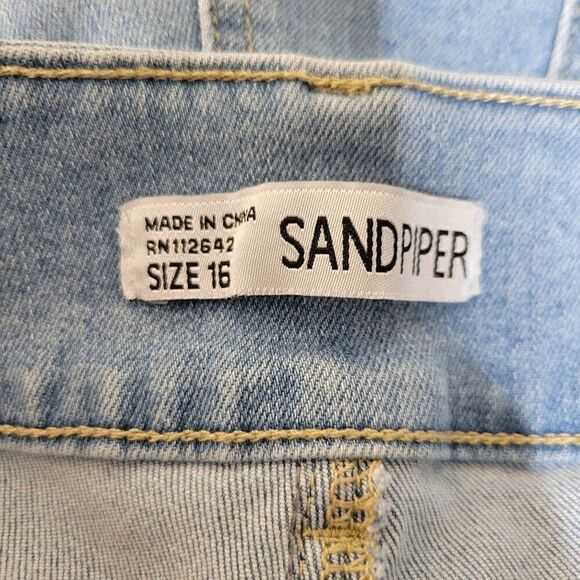 MADE IN CHINA
RN112642
SIZE 16
SANDPIPER